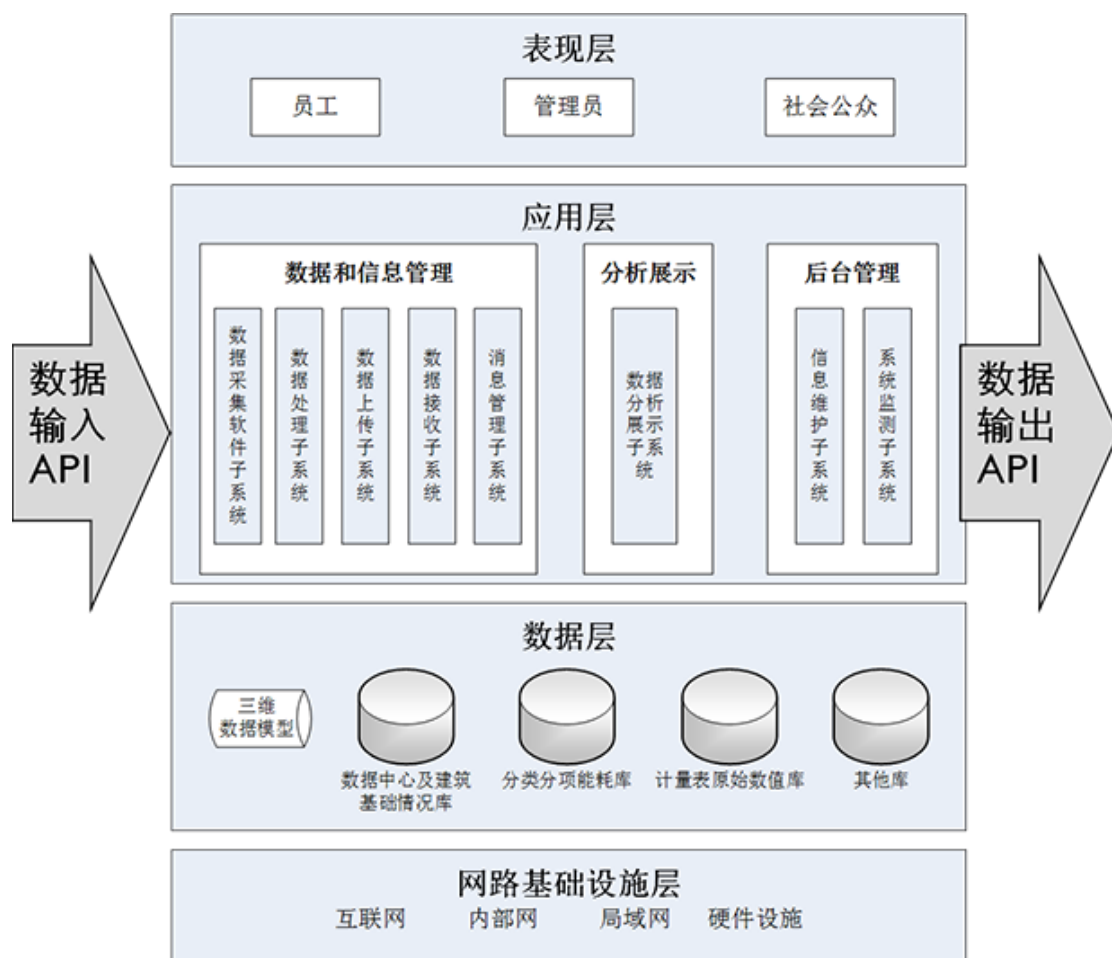 表现层
员工
管理员
社会公众
应用层
数据和信息管理
分析展示
后台管理
数据采集软件子系统
数据处理子系统
数据上传子系统
数据接收子系统
消息管理子系统
数据
分析
展示
子系
统
信息维护子系统
系统监测子系统
数据
输入
API
数据
输出
API
数据层
三维
数据模型
数据中心及建筑
基础情况库
分类分项能耗库
计量表原始数值库
其他库
网路基础设施层
互联网
内部网
局域网
硬件设施